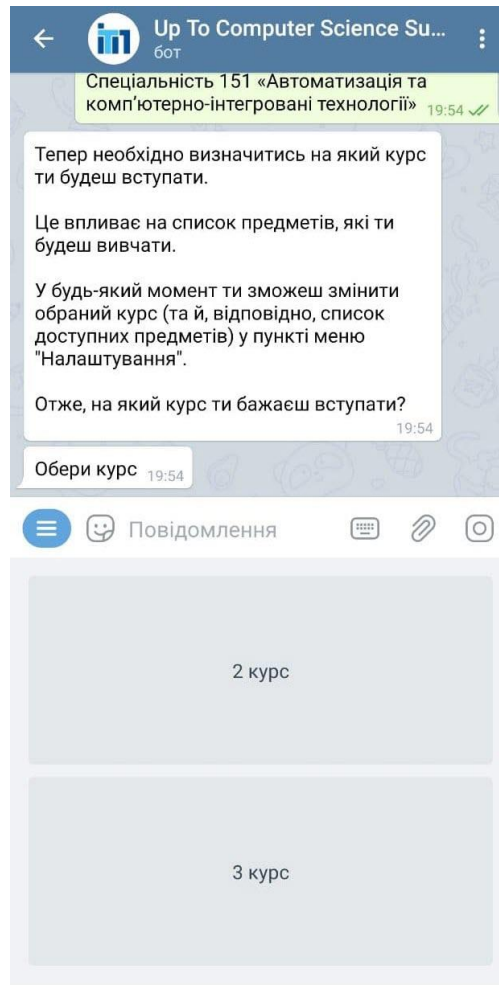 Up To Computer Science Su...
бот
Спеціальність 151 «Автоматизація та
комп'ютерно-інтегровані технології» 19:54
Тепер необхідно визначитись на який курс
ти будеш вступати.
Це впливає на список предметів, які ти
будеш вивчати.
У будь-який момент ти зможеш змінити
обраний курс (та й, відповідно, список
доступних предметів) у пункті меню
"Налаштування".
Отже, на який курс ти бажаєш вступати?
19:54
Обери курс 19:54
Повідомлення
2 курс
3 курс